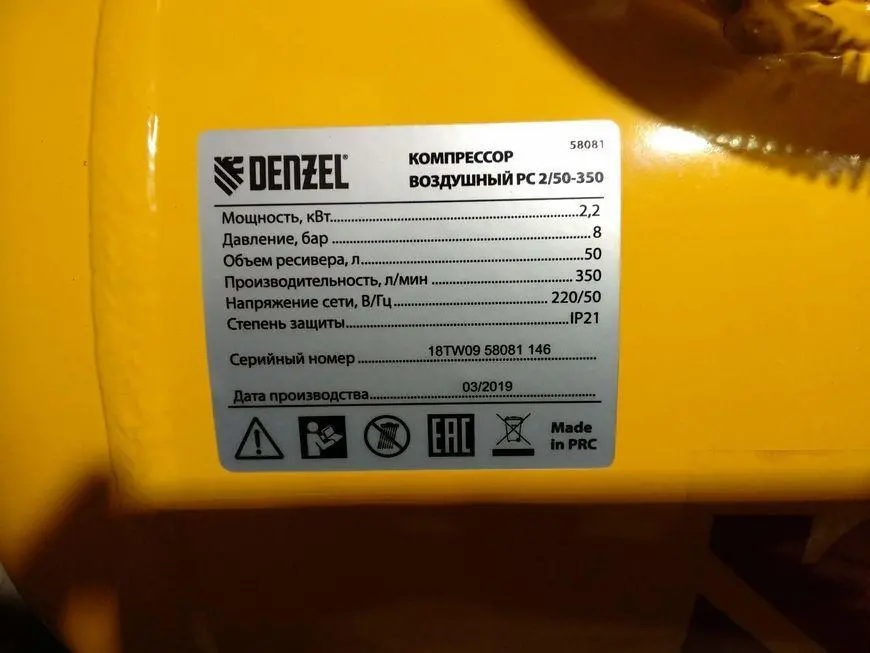 DENZEL®
КОМПРЕССОР
58081
ВОЗДУШНЫЙ PC 2/50-350
Мощность, кВт..........2,2
Давление, бар..........8
Объем ресивера, л..........50
Производительность, л/мин..........350
Напряжение сети, В/Гц..........220/50
Степень защиты..........IP21
Серийный номер..........18TW09 58081 146
Дата производства..........03/2019
EAC
Made
in PRC